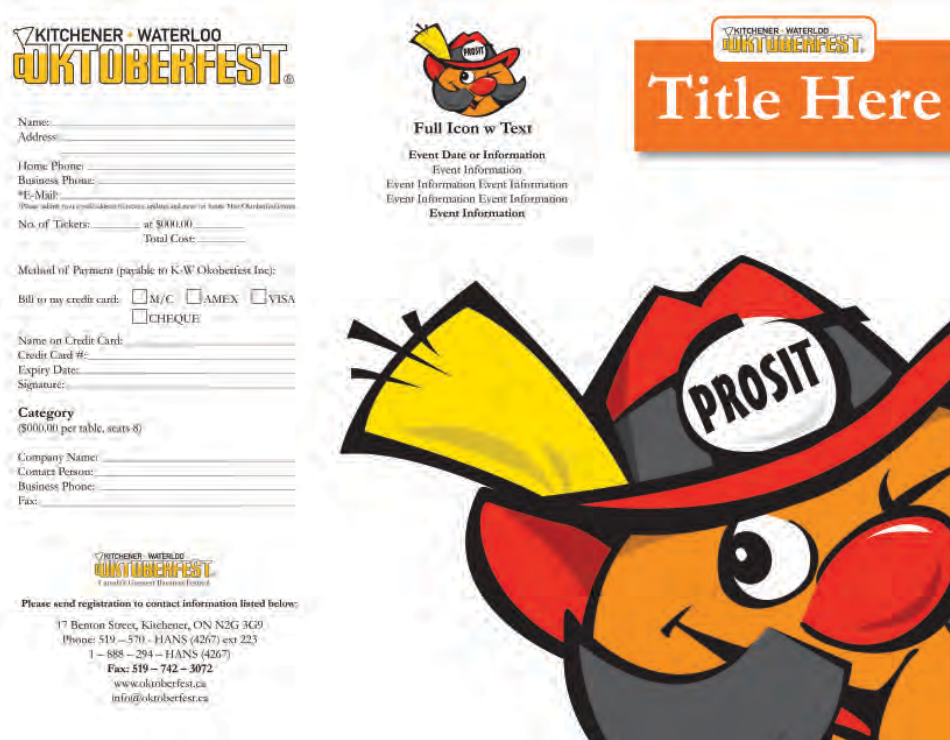 KITCHENER · WATERLOO
OKTOBERFEST®
Name:
Address:
Home Phone:
Business Phone:
*E-Mail:
No. of Tickets: at $000.00
Total Cost:
Method of Payment (payable to K-W Okoberfest Inc):
Bill to my credit card: M/C AMEX VISA
CHEQUE
Name on Credit Card:
Credit Card #:
Expiry Date:
Signature:
Category
($000.00 per table, seats 8)
Company Name:
Contact Person:
Business Phone:
Fax:
KITCHENER · WATERLOO
OKTOBERFEST
Canada's Greatest Bavarian Festival
Please send registration to contact information listed below:
17 Benton Street, Kitchener, ON N2G 3G9
Phone: 519 – 570 - HANS (4267) ext 223
1 – 888 – 294 – HANS (4267)
Fax: 519 – 742 – 3072
www.oktoberfest.ca
info@oktoberfest.ca
PROSIT
Full Icon w Text
Event Date or Information
Event Information
Event Information Event Information
Event Information Event Information
Event Information
KITCHENER · WATERLOO
OKTOBERFEST
Title Here
PROSIT